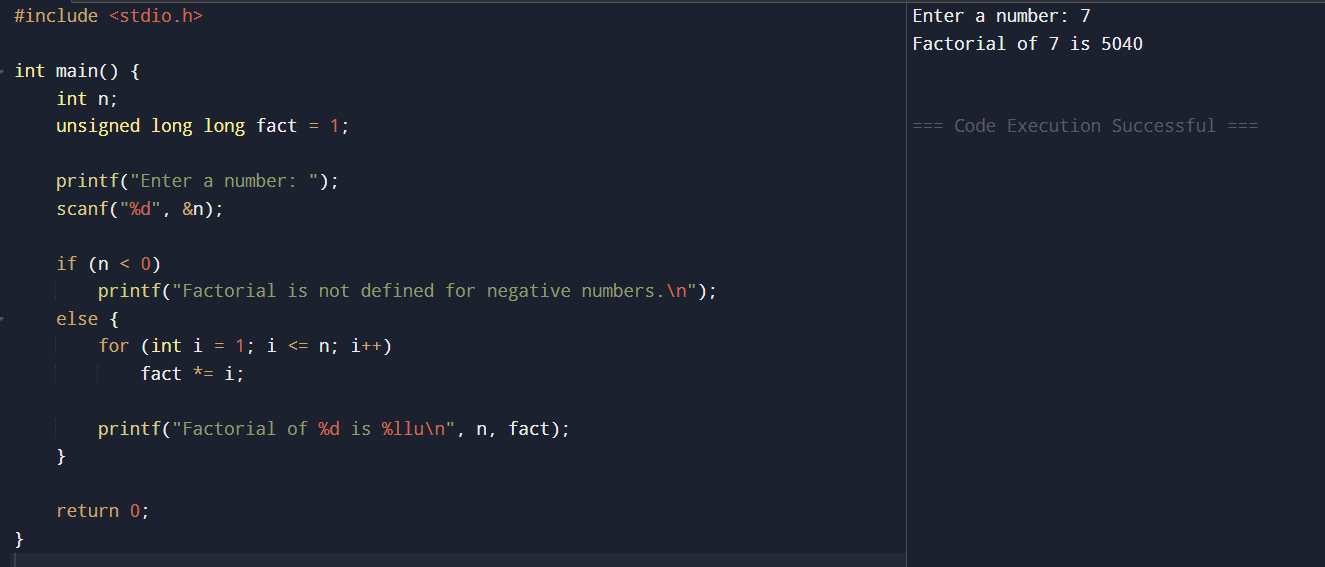 #include <stdio.h>
int main() {
    int n;
    unsigned long long fact = 1;
    printf("Enter a number: ");
    scanf("%d", &n);
    if (n < 0)
        printf("Factorial is not defined for negative numbers.\n");
    else {
        for (int i = 1; i <= n; i++)
            fact *= i;
        printf("Factorial of %d is %llu\n", n, fact);
    }
    return 0;
}
Enter a number: 7
Factorial of 7 is 5040
=== Code Execution Successful ===